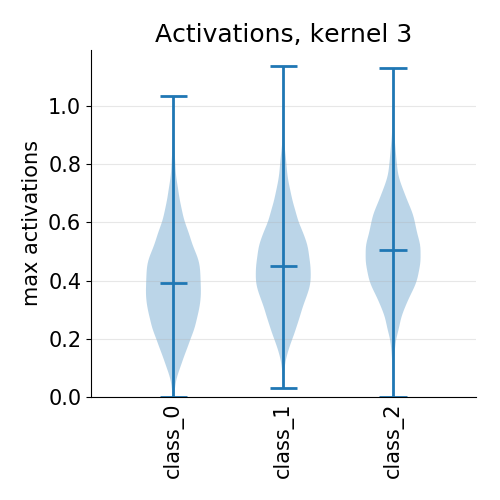 Activations, kernel 3
max activations
1.0
0.8
0.6
0.4
0.2
0.0
class_0
class_1
class_2